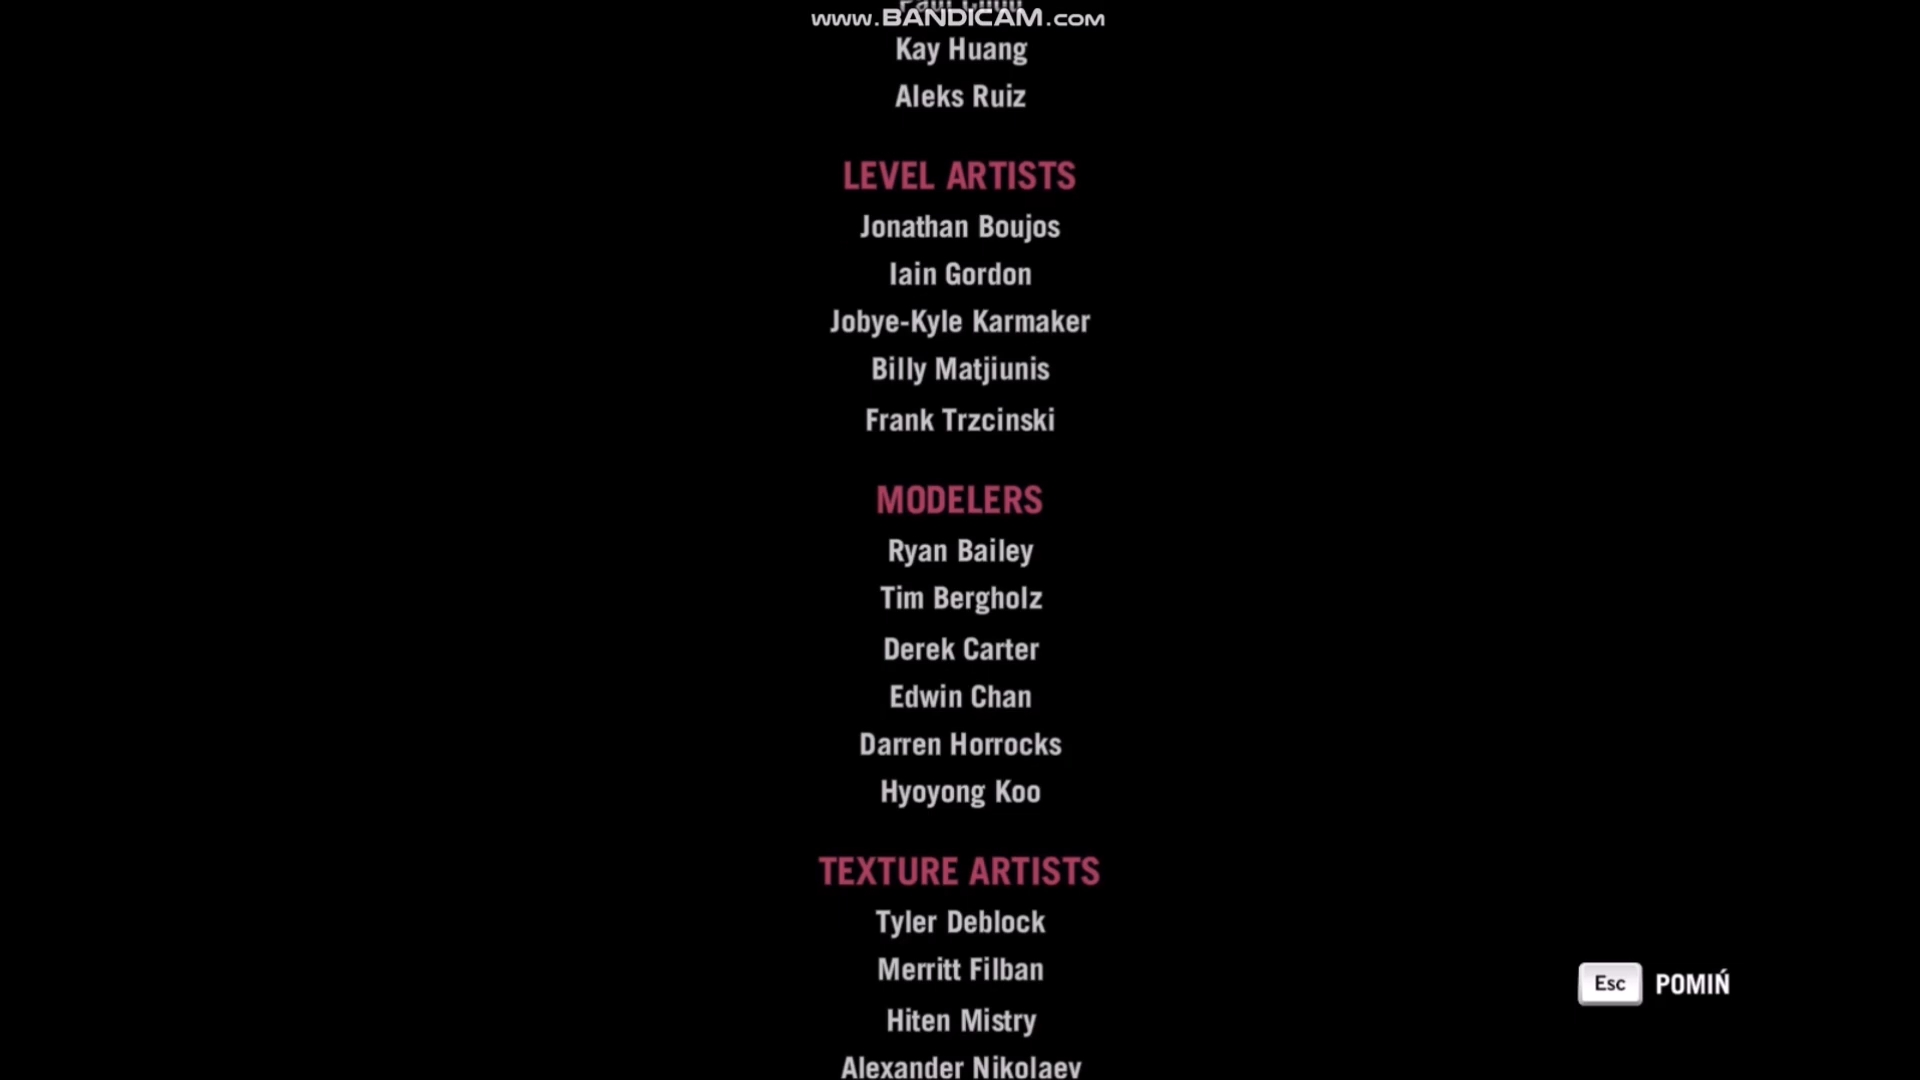 www.BANDICAM.com
Kay Huang
Aleks Ruiz
LEVEL ARTISTS
Jonathan Boujos
Iain Gordon
Jobye-Kyle Karmaker
Billy Matjiunis
Frank Trzcinski
MODELERS
Ryan Bailey
Tim Bergholz
Derek Carter
Edwin Chan
Darren Horrocks
Hyoyong Koo
TEXTURE ARTISTS
Tyler Deblock
Merritt Filban
Hiten Mistry
Alexander Nikolaev
Esc POMIŃ